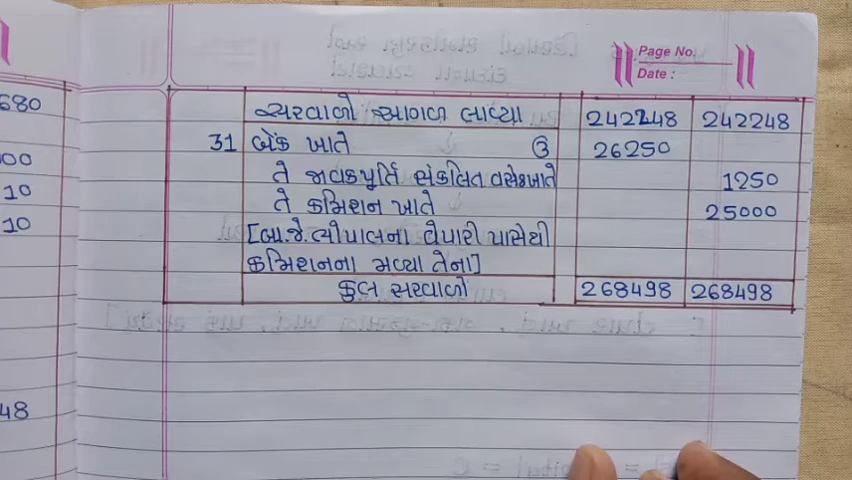 Page No.
Date :
680
00
10
10
48
સરવાળો આગળ લાવ્યા 242248 242248
31 બેંક ખાતે ઉ 26250
તે જાવકપૂર્તિ સંકલિત વસેકખાતે 1250
તે કમિશન ખાતે 25000
[બા.જે. લોપાલના વેપારી પાસેથી
કમિશનના મળ્યા તેના]
કુલ સરવાળો 268498 268498